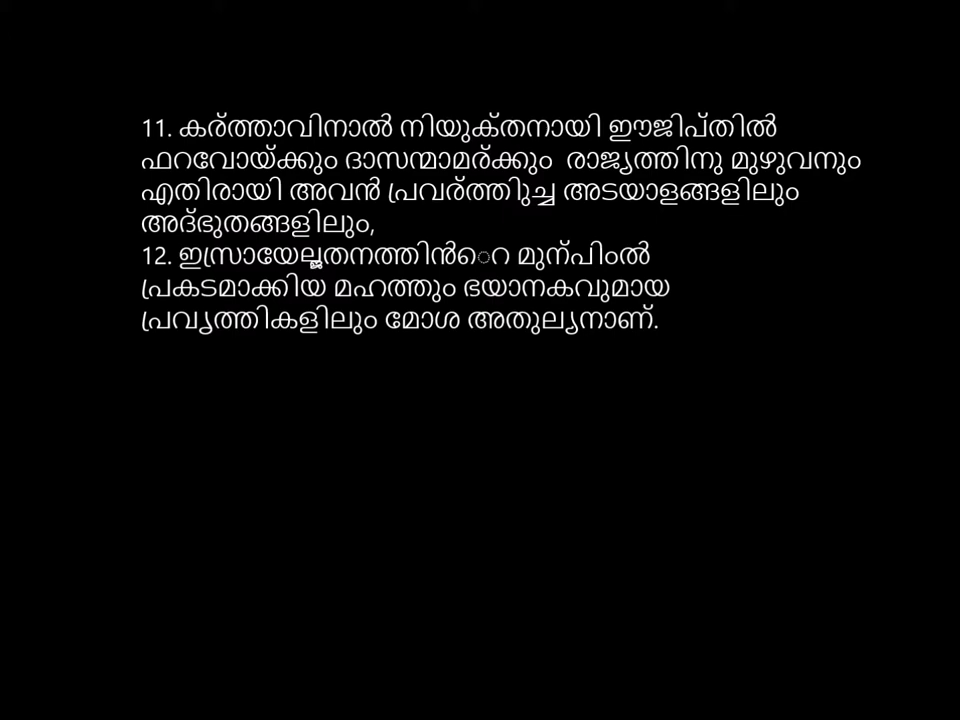 11. കര്ത്താവിനാൽ നിയുക്തനായി ഈജിപ്തിൽ
ഫറവോയ്ക്കും ദാസന്മാമര്ക്കും രാജ്യത്തിനു മുഴുവനും
എതിരായി അവൻ പ്രവര്ത്തിുച്ച അടയാളങ്ങളിലും
അദ്ഭുതങ്ങളിലും,
12. ഇസ്രായേല്ജതനത്തിൻെറ മുന്പിംൽ
പ്രകടമാക്കിയ മഹത്തും ഭയാനകവുമായ
പ്രവൃത്തികളിലും മോശ അതുല്യനാണ്.